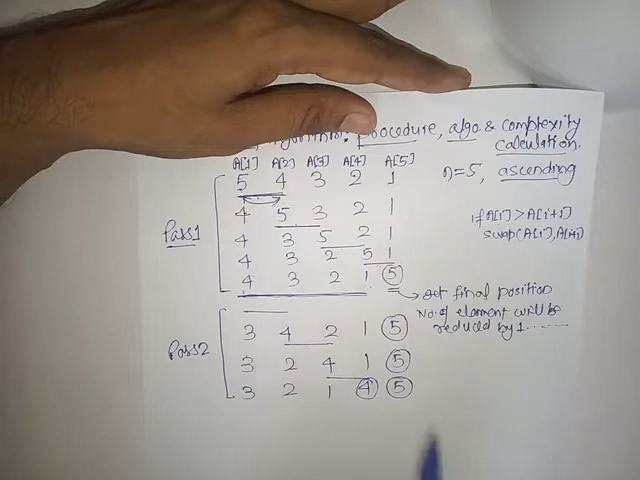 algorithm: procedure, algo & complexity
calculation.
A[1] A[2] A[3] A[4] A[5]
n=5, ascending
5 4 3 2 1
4 5 3 2 1
if A[i] > A[i+1]
swap(A[i], A[i+1])
Pass1
4 3 5 2 1
4 3 2 5 1
4 3 2 1 5
Get final position
No. of element will be
reduced by 1 ........
3 4 2 1 5
Pass2
3 2 4 1 5
3 2 1 4 5